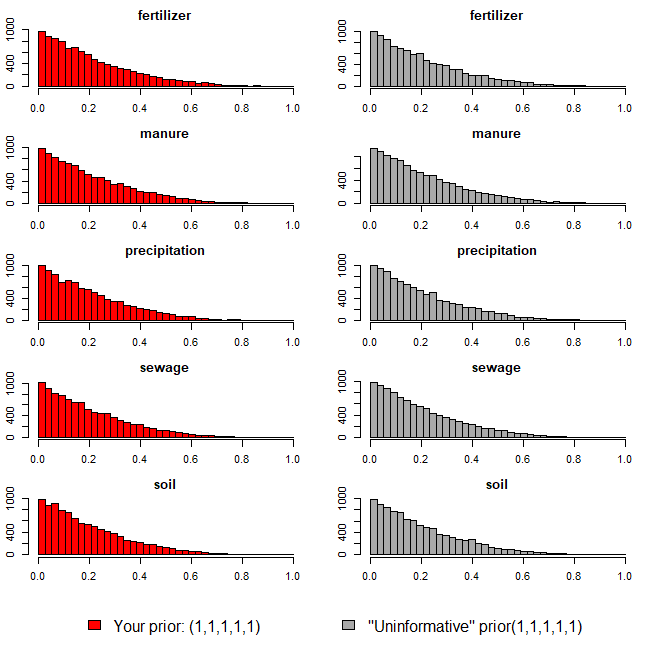 fertilizer fertilizer
1000 400 0
0.0 0.2 0.4 0.6 0.8 1.0 0.0 0.2 0.4 0.6 0.8 1.0
manure manure
1000 400 0 400 0
0.0 0.2 0.4 0.6 0.8 1.0 0.0 0.2 0.4 0.6 0.8 1.0
precipitation precipitation
1000 400 0 1000 400 0
0.0 0.2 0.4 0.6 0.8 1.0 0.0 0.2 0.4 0.6 0.8 1.0
sewage sewage
1000 400 0 1000 400 0
0.0 0.2 0.4 0.6 0.8 1.0 0.0 0.2 0.4 0.6 0.8 1.0
soil soil
1000 400 0 1000 400 0
0.0 0.2 0.4 0.6 0.8 1.0 0.0 0.2 0.4 0.6 0.8 1.0
Your prior: (1,1,1,1,1) "Uninformative" prior(1,1,1,1,1)